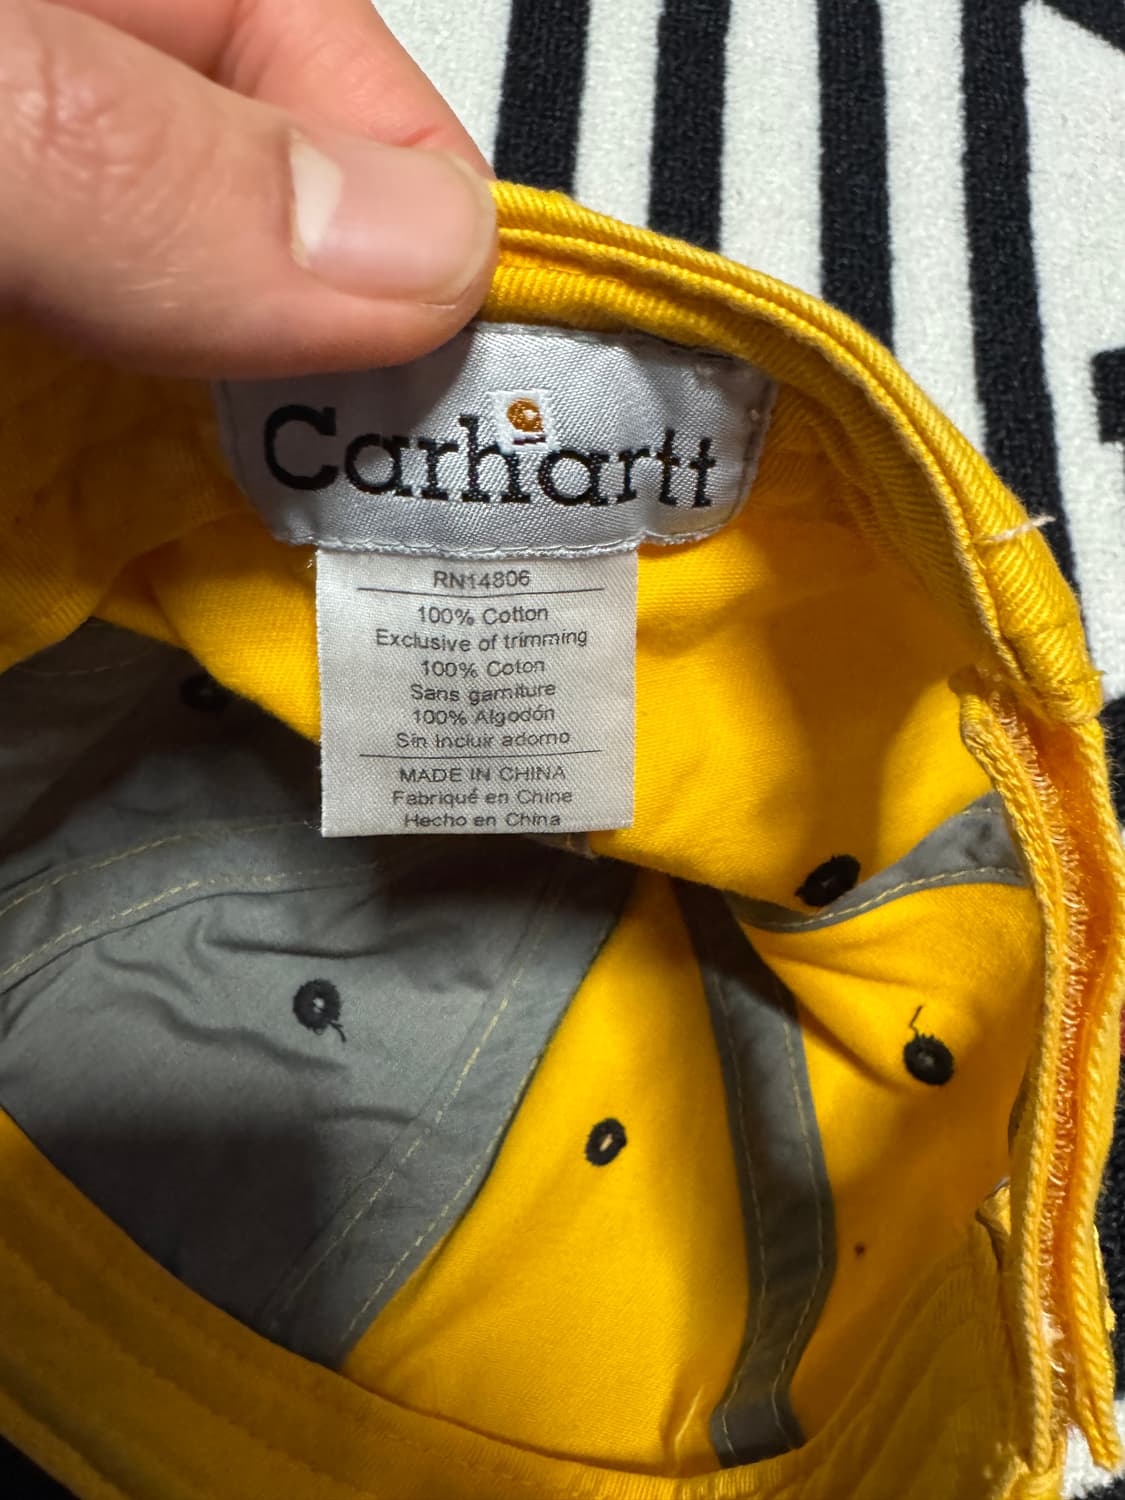 Carhartt
RN14806
100% Cotton
Exclusive of trimming
100% Coton
Sans garniture
100% Algodón
Sin Incluir adorno
MADE IN CHINA
Fabriqué en Chine
Hecho en China